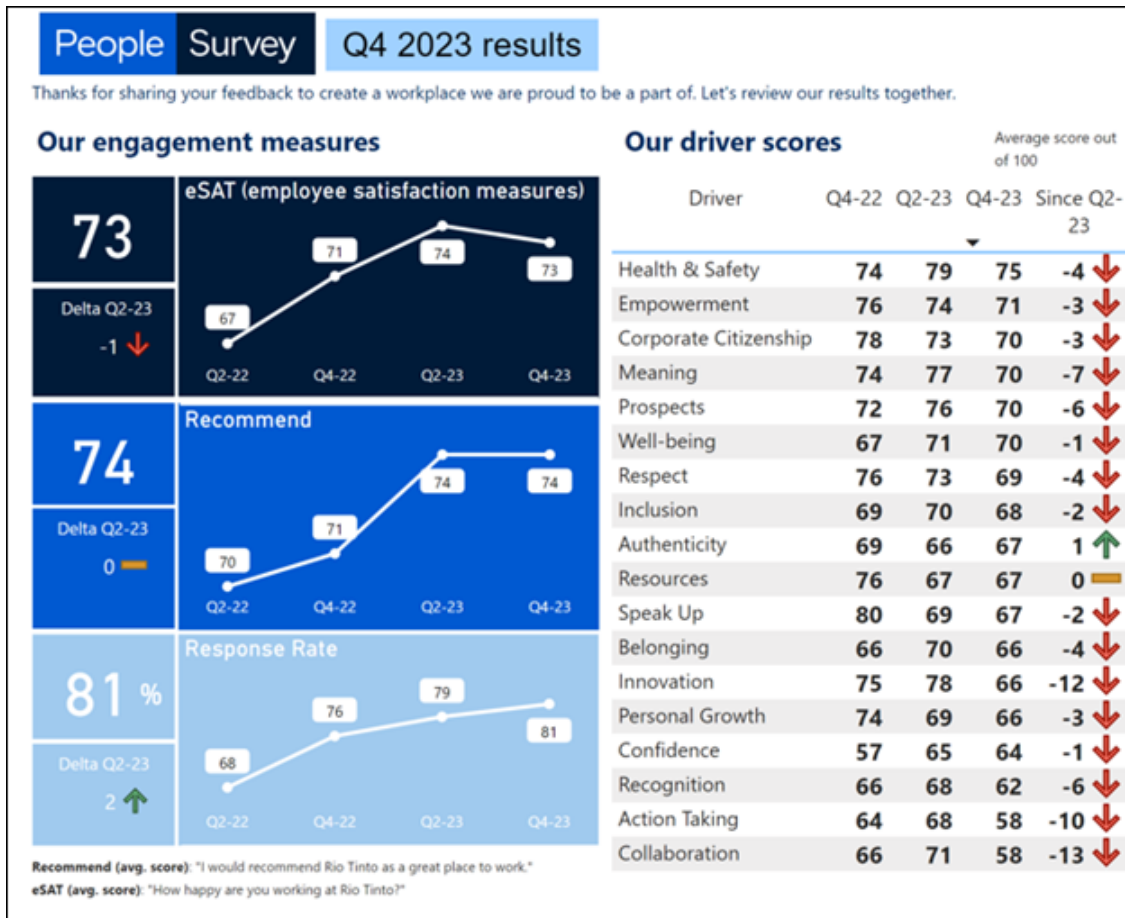 People Survey Q4 2023 results
Thanks for sharing your feedback to create a workplace we are proud to be a part of. Let's review our results together.
Our engagement measures
73
Delta Q2-23
-1
eSAT (employee satisfaction measures)
67
71
74
73
Q2-22 Q4-22 Q2-23 Q4-23
74
Delta Q2-23
0
Recommend
70
71
74
74
Q2-22 Q4-22 Q2-23 Q4-23
81 %
Delta Q2-23
2
Response Rate
68
76
79
81
Q2-22 Q4-22 Q2-23 Q4-23
Recommend (avg. score): "I would recommend Rio Tinto as a great place to work."
eSAT (avg. score): "How happy are you working at Rio Tinto?"
Our driver scores
Average score out
of 100
Driver Q4-22 Q2-23 Q4-23 Since Q2-
23
Health & Safety 74 79 75 -4
Empowerment 76 74 71 -3
Corporate Citizenship 78 73 70 -3
Meaning 74 77 70 -7
Prospects 72 76 70 -6
Well-being 67 71 70 -1
Respect 76 73 69 -4
Inclusion 69 70 68 -2
Authenticity 69 66 67 1
Resources 76 67 67 0
Speak Up 80 69 67 -2
Belonging 66 70 66 -4
Innovation 75 78 66 -12
Personal Growth 74 69 66 -3
Confidence 57 65 64 -1
Recognition 66 68 62 -6
Action Taking 64 68 58 -10
Collaboration 66 71 58 -13